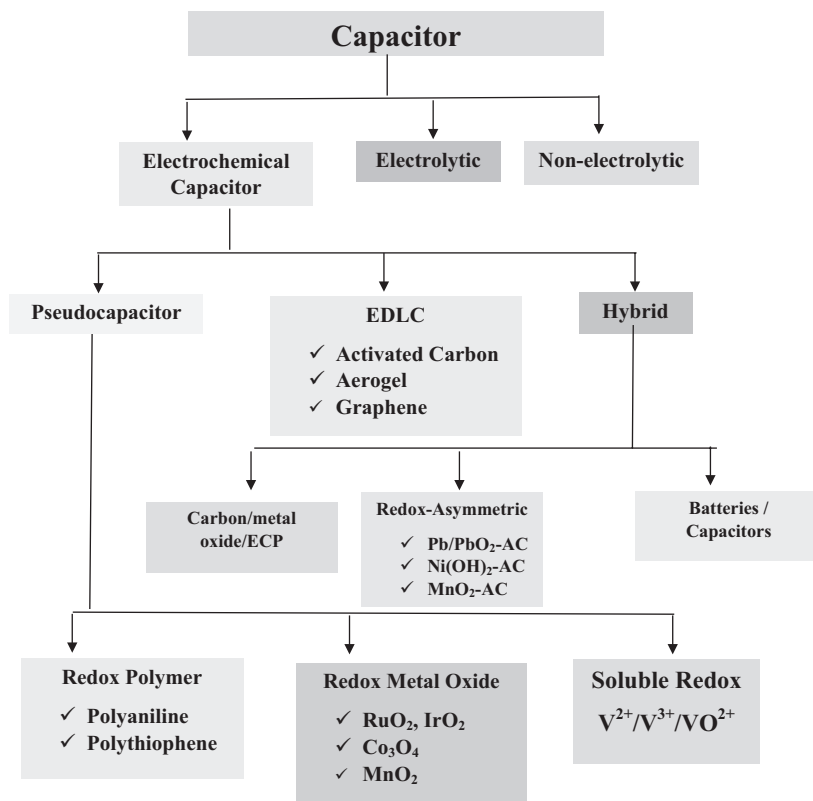 Capacitor
Electrochemical
Capacitor
Electrolytic
Non-electrolytic
Pseudocapacitor
EDLC
✓ Activated Carbon
✓ Aerogel
✓ Graphene
Hybrid
Carbon/metal
oxide/ECP
Redox-Asymmetric
✓ Pb/PbO₂-AC
✓ Ni(OH)₂-AC
✓ MnO₂-AC
Batteries /
Capacitors
Redox Polymer
✓ Polyaniline
✓ Polythiophene
Redox Metal Oxide
✓ RuO₂, IrO₂
✓ Co₃O₄
✓ MnO₂
Soluble Redox
V²⁺/V³⁺/VO²⁺